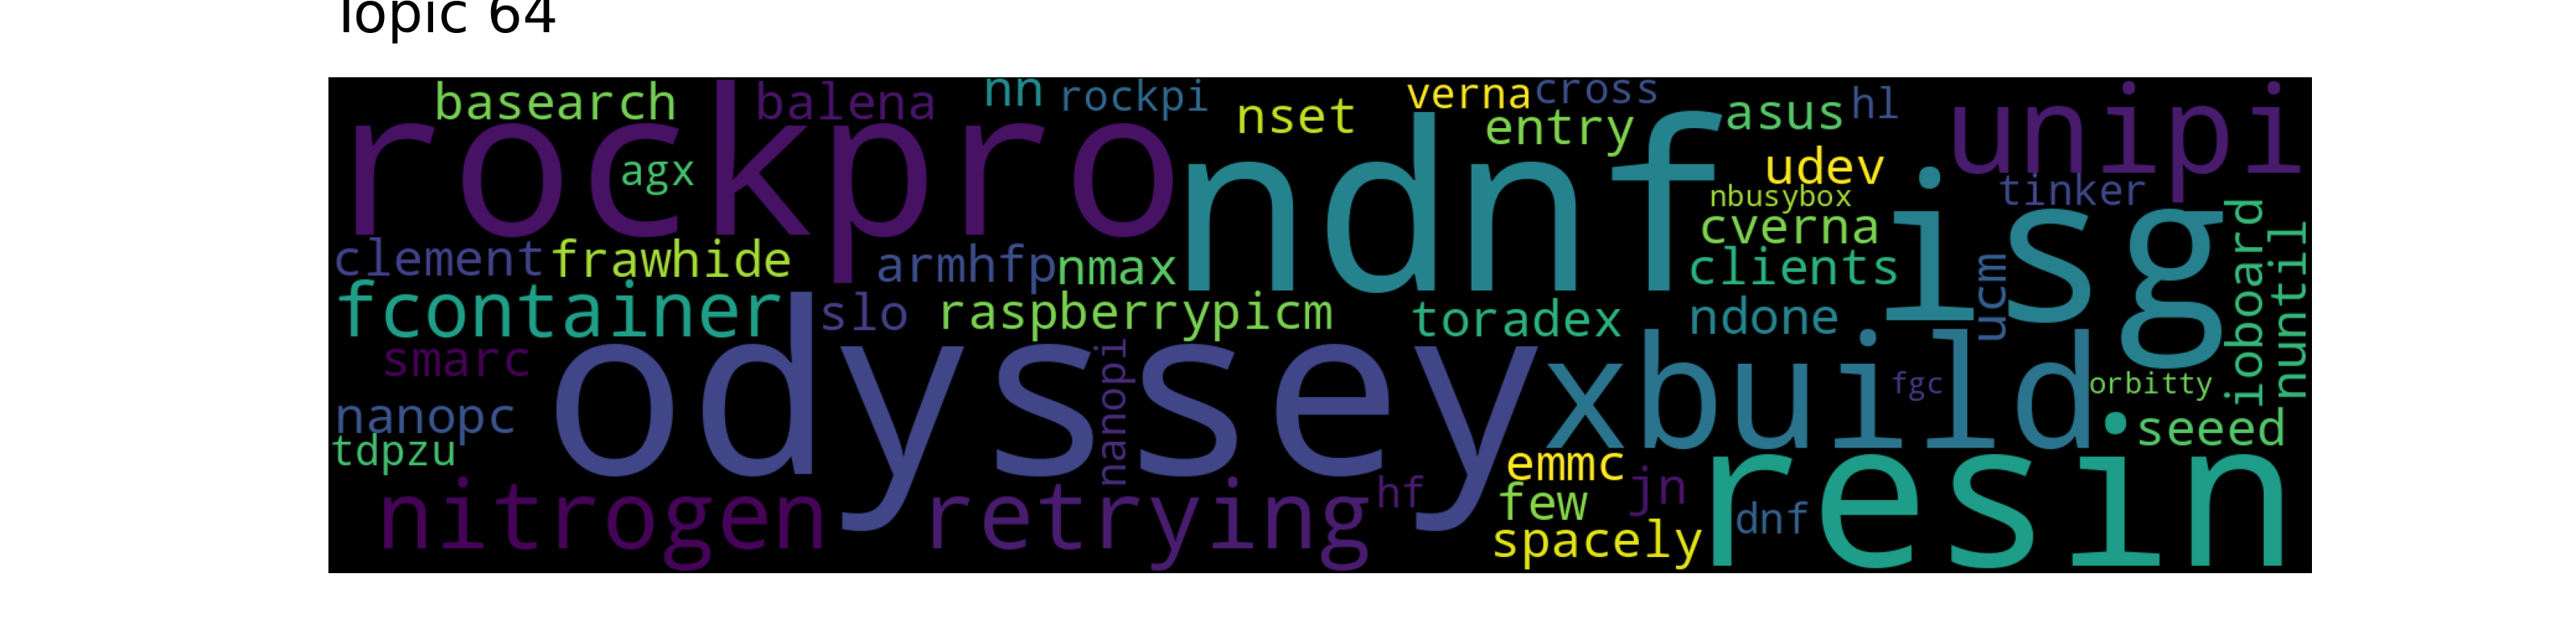 Topic 64
basearch balena nn rockpi nset verna cross entry asus hl unipi
rockpro agx ndnf udev tinker
nbusybox
cverna isg
clement frawhide armhfp nmax clients ucm ioboard nuntil
fcontainer slo raspberrypicm toradex ndone
smarc odyssey nanopi xbuild fgc orbitty
nanopc seeed
tdpzu emmc
nitrogen retrying hf few jn dnf resin
spacely